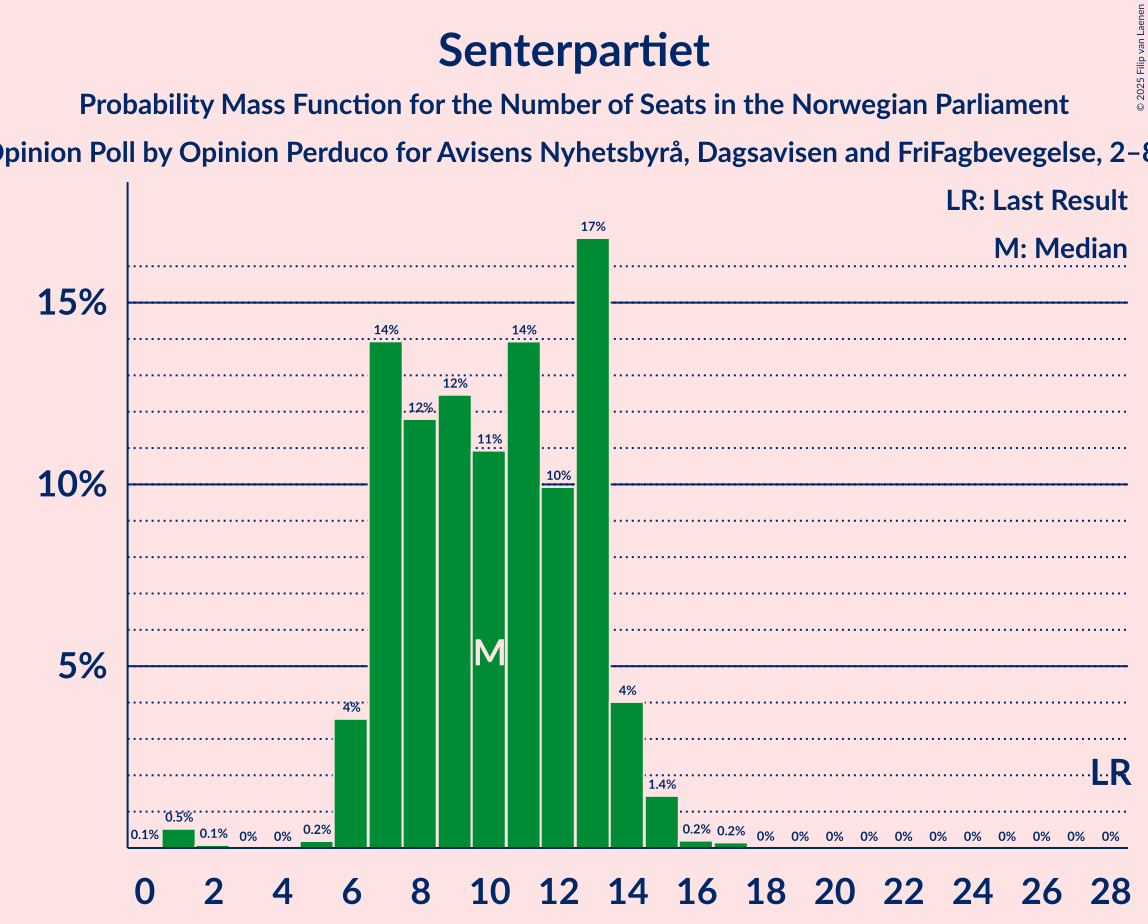 Senterpartiet
Probability Mass Function for the Number of Seats in the Norwegian Parliament
Opinion Poll by Opinion Perduco for Avisens Nyhetsbyrå, Dagsavisen and FriFagbevegelse, 2–8
© 2025 Filip van Laenen
LR: Last Result
M: Median
17%
15%
14% 14%
12%
12%
11%
10%
10%
M
5%
4%
4%
LR
1.4%
0.1% 0.5% 0.1% 0% 0% 0.2% 0.2% 0.2% 0% 0% 0% 0% 0% 0% 0% 0% 0% 0% 0%
0 2 4 6 8 10 12 14 16 18 20 22 24 26 28